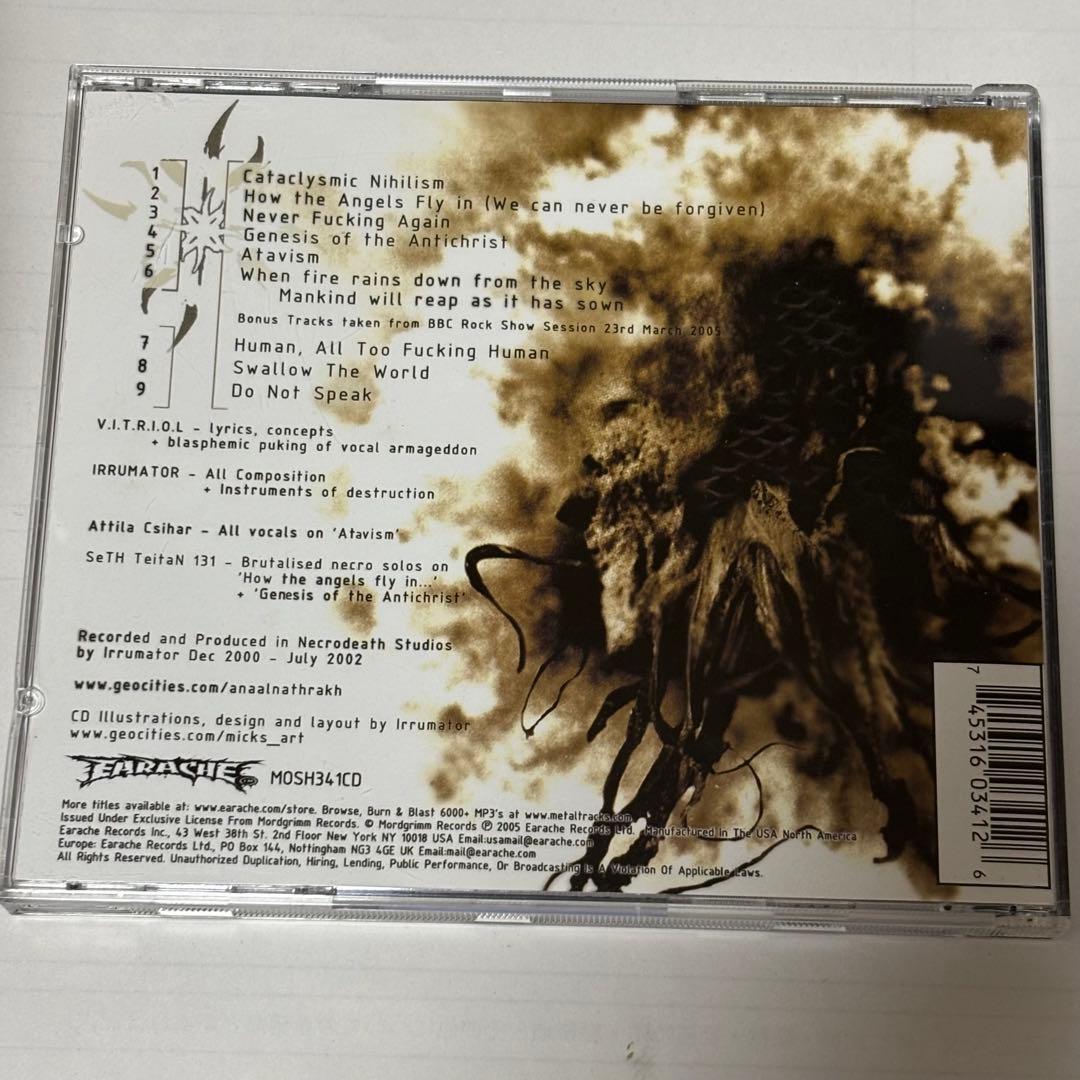 1 Cataclysmic Nihilism
2 How the Angels Fly in (We can never be forgiven)
3 Never Fucking Again
4 Genesis of the Antichrist
5 Atavism
6 When fire rains down from the sky
Mankind will reap as it has sown
Bonus Tracks taken from BBC Rock Show Session 23rd March 2005
7 Human, All Too Fucking Human
8 Swallow The World
9 Do Not Speak
V.I.T.R.I.O.L - lyrics, concepts
+ blasphemic puking of vocal armageddon
IRRUMATOR - All Composition
+ Instruments of destruction
Attila Csihar - All vocals on 'Atavism'
SeTH TeitaN 131 - Brutalised necro solos on
'How the angels fly in...'
+ 'Genesis of the Antichrist'
Recorded and Produced in Necrodeath Studios
by Irrumator Dec 2000 - July 2002
www.geocities.com/anaalnathrakh
CD Illustrations, design and layout by Irrumator
www.geocities.com/micks_art
EARACHE MOSH341CD
More titles available at: www.earache.com/store. Browse, Burn & Blast 6000+ MP3's at www.metaltracks.com
Issued Under Exclusive License From Mordgrimm Records. © Mordgrimm Records ℗ 2005 Earache Records Ltd. Manufactured In The USA North America
Earache Records Inc., 43 West 38th St. 2nd Floor New York NY 10018 USA Email:usamail@earache.com
Europe: Earache Records Ltd., PO Box 144, Nottingham NG3 4GE UK Email:mail@earache.com
All Rights Reserved. Unauthorized Duplication, Hiring, Lending, Public Performance, Or Broadcasting Is A Violation Of Applicable Laws.
7 45316 03412 6